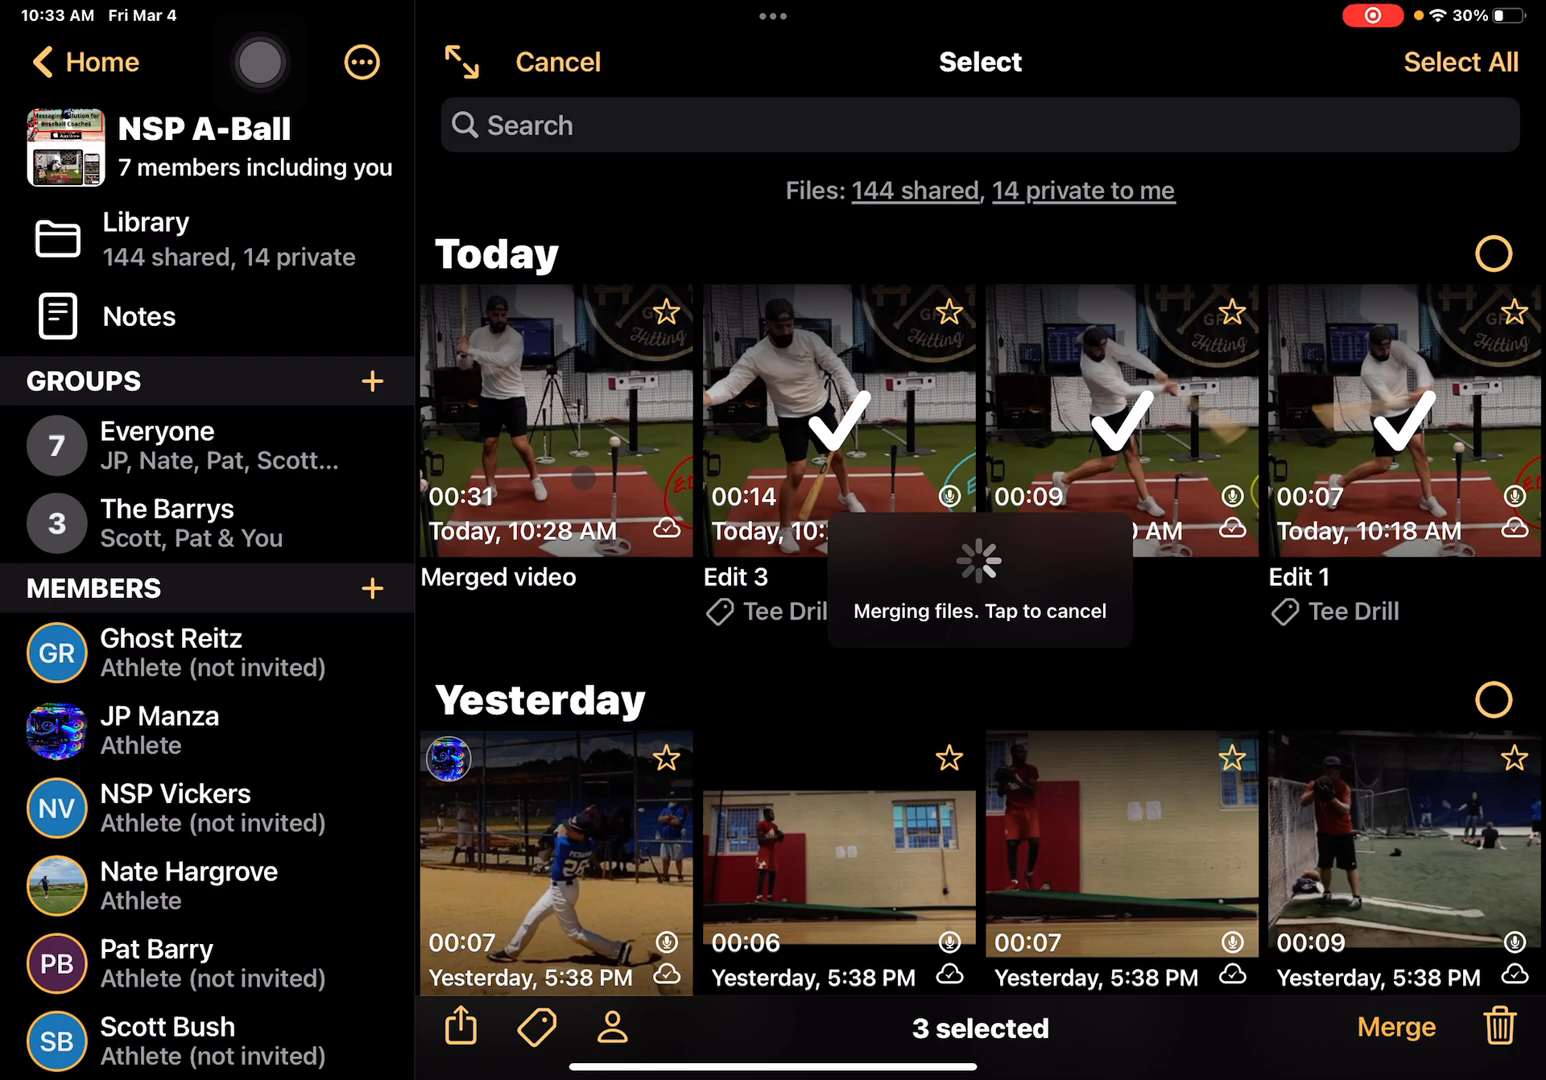 10:33 AM Fri Mar 4
30%
Home
NSP A-Ball
7 members including you
Library
144 shared, 14 private
Notes
GROUPS
7
Everyone
JP, Nate, Pat, Scott...
3
The Barrys
Scott, Pat & You
MEMBERS
GR
Ghost Reitz
Athlete (not invited)
JP Manza
Athlete
NV
NSP Vickers
Athlete (not invited)
Nate Hargrove
Athlete
PB
Pat Barry
Athlete (not invited)
SB
Scott Bush
Athlete (not invited)
Cancel
Select
Select All
Search
Files: 144 shared, 14 private to me
Today
00:31
Today, 10:28 AM
Merged video
00:14
Today, 10:
Edit 3
Tee Dril
00:09
AM
00:07
Today, 10:18 AM
Edit 1
Tee Drill
Merging files. Tap to cancel
Yesterday
00:07
Yesterday, 5:38 PM
00:06
Yesterday, 5:38 PM
00:07
Yesterday, 5:38 PM
00:09
Yesterday, 5:38 PM
3 selected
Merge